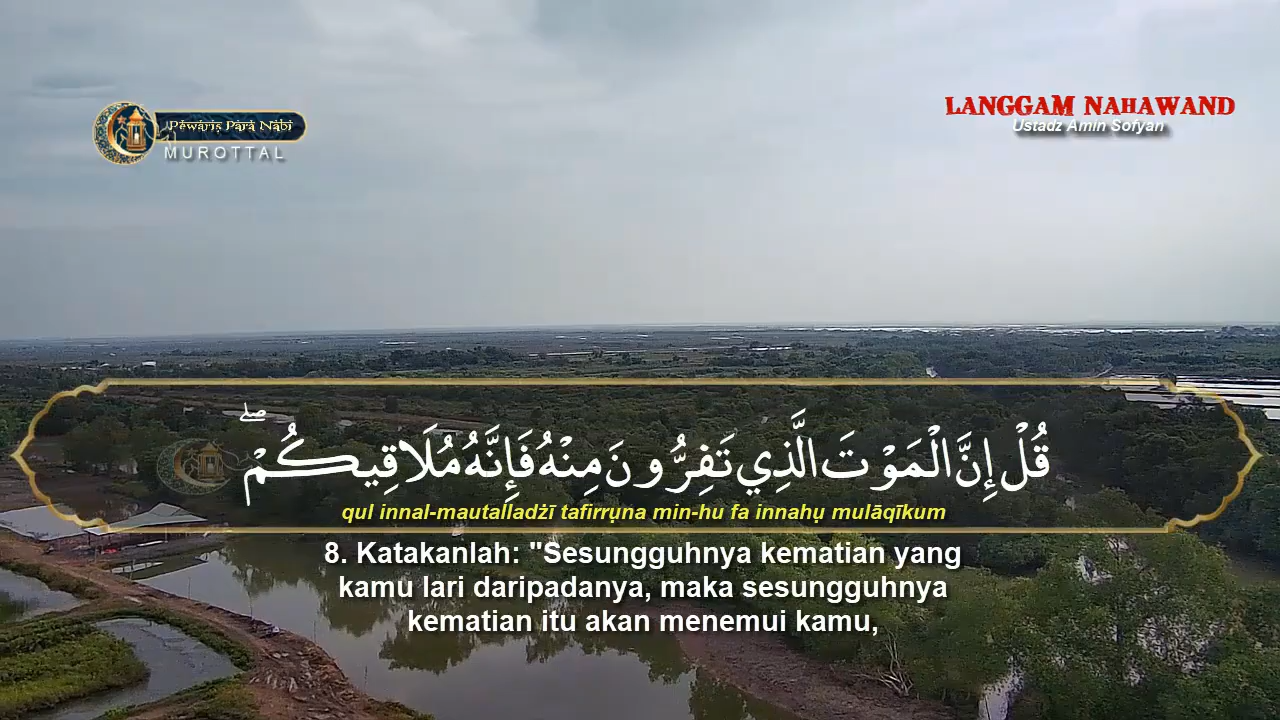 Pewaris Para Nabi
MUROTTAL
LANGGAM NAHAWAND
Ustadz Amin Sofyan
قُلْ إِنَّ الْمَوْتَ الَّذِي تَفِرُّونَ مِنْهُ فَإِنَّهُ مُلَاقِيكُمْ ۖ
qul innal-mautalladżī tafirrụna min-hu fa innahụ mulāqīkum
8. Katakanlah: "Sesungguhnya kematian yang
kamu lari daripadanya, maka sesungguhnya
kematian itu akan menemui kamu,